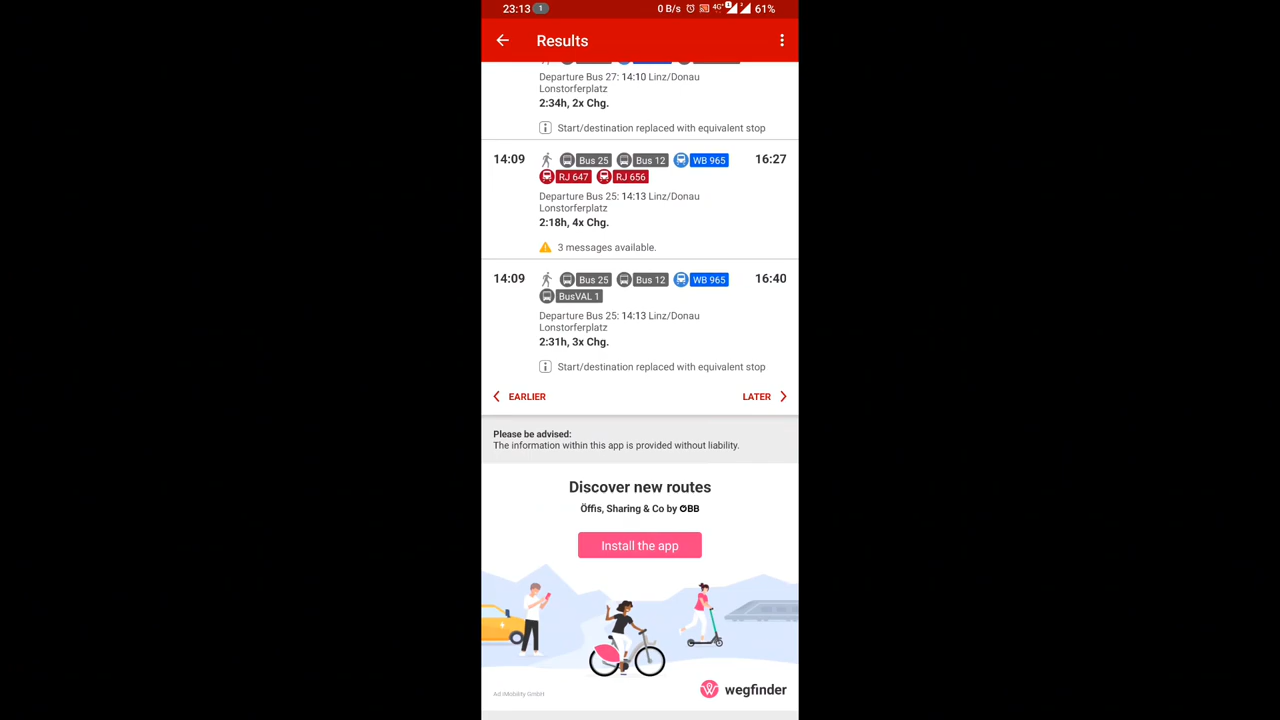 23:13 1 0 B/s 4G+ 61%
Results
Departure Bus 27: 14:10 Linz/Donau
Lonstorferplatz
2:34h, 2x Chg.
Start/destination replaced with equivalent stop
14:09 Bus 25 Bus 12 WB 965 16:27
RJ 647 RJ 656
Departure Bus 25: 14:13 Linz/Donau
Lonstorferplatz
2:18h, 4x Chg.
3 messages available.
14:09 Bus 25 Bus 12 WB 965 16:40
BusVAL 1
Departure Bus 25: 14:13 Linz/Donau
Lonstorferplatz
2:31h, 3x Chg.
Start/destination replaced with equivalent stop
EARLIER LATER
Please be advised:
The information within this app is provided without liability.
Discover new routes
Öffis, Sharing & Co by ÖBB
Install the app
Ad iMobility GmbH wegfinder